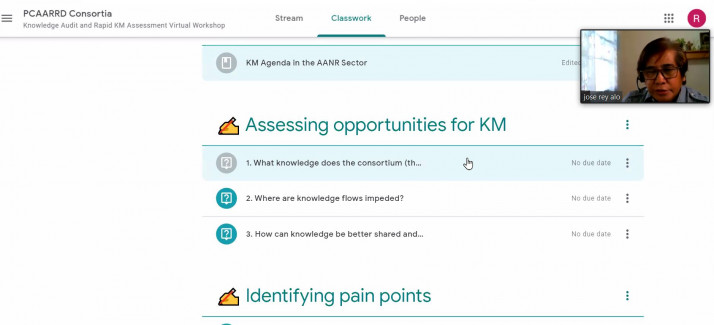 PCAARRD Consortia
Knowledge Audit and Rapid KM Assessment Virtual Workshop
Stream
Classwork
People
R
KM Agenda in the AANR Sector
Edited
jose rey alo
Assessing opportunities for KM
1. What knowledge does the consortium (th...
No due date
2. Where are knowledge flows impeded?
No due date
3. How can knowledge be better shared and...
No due date
Identifying pain points